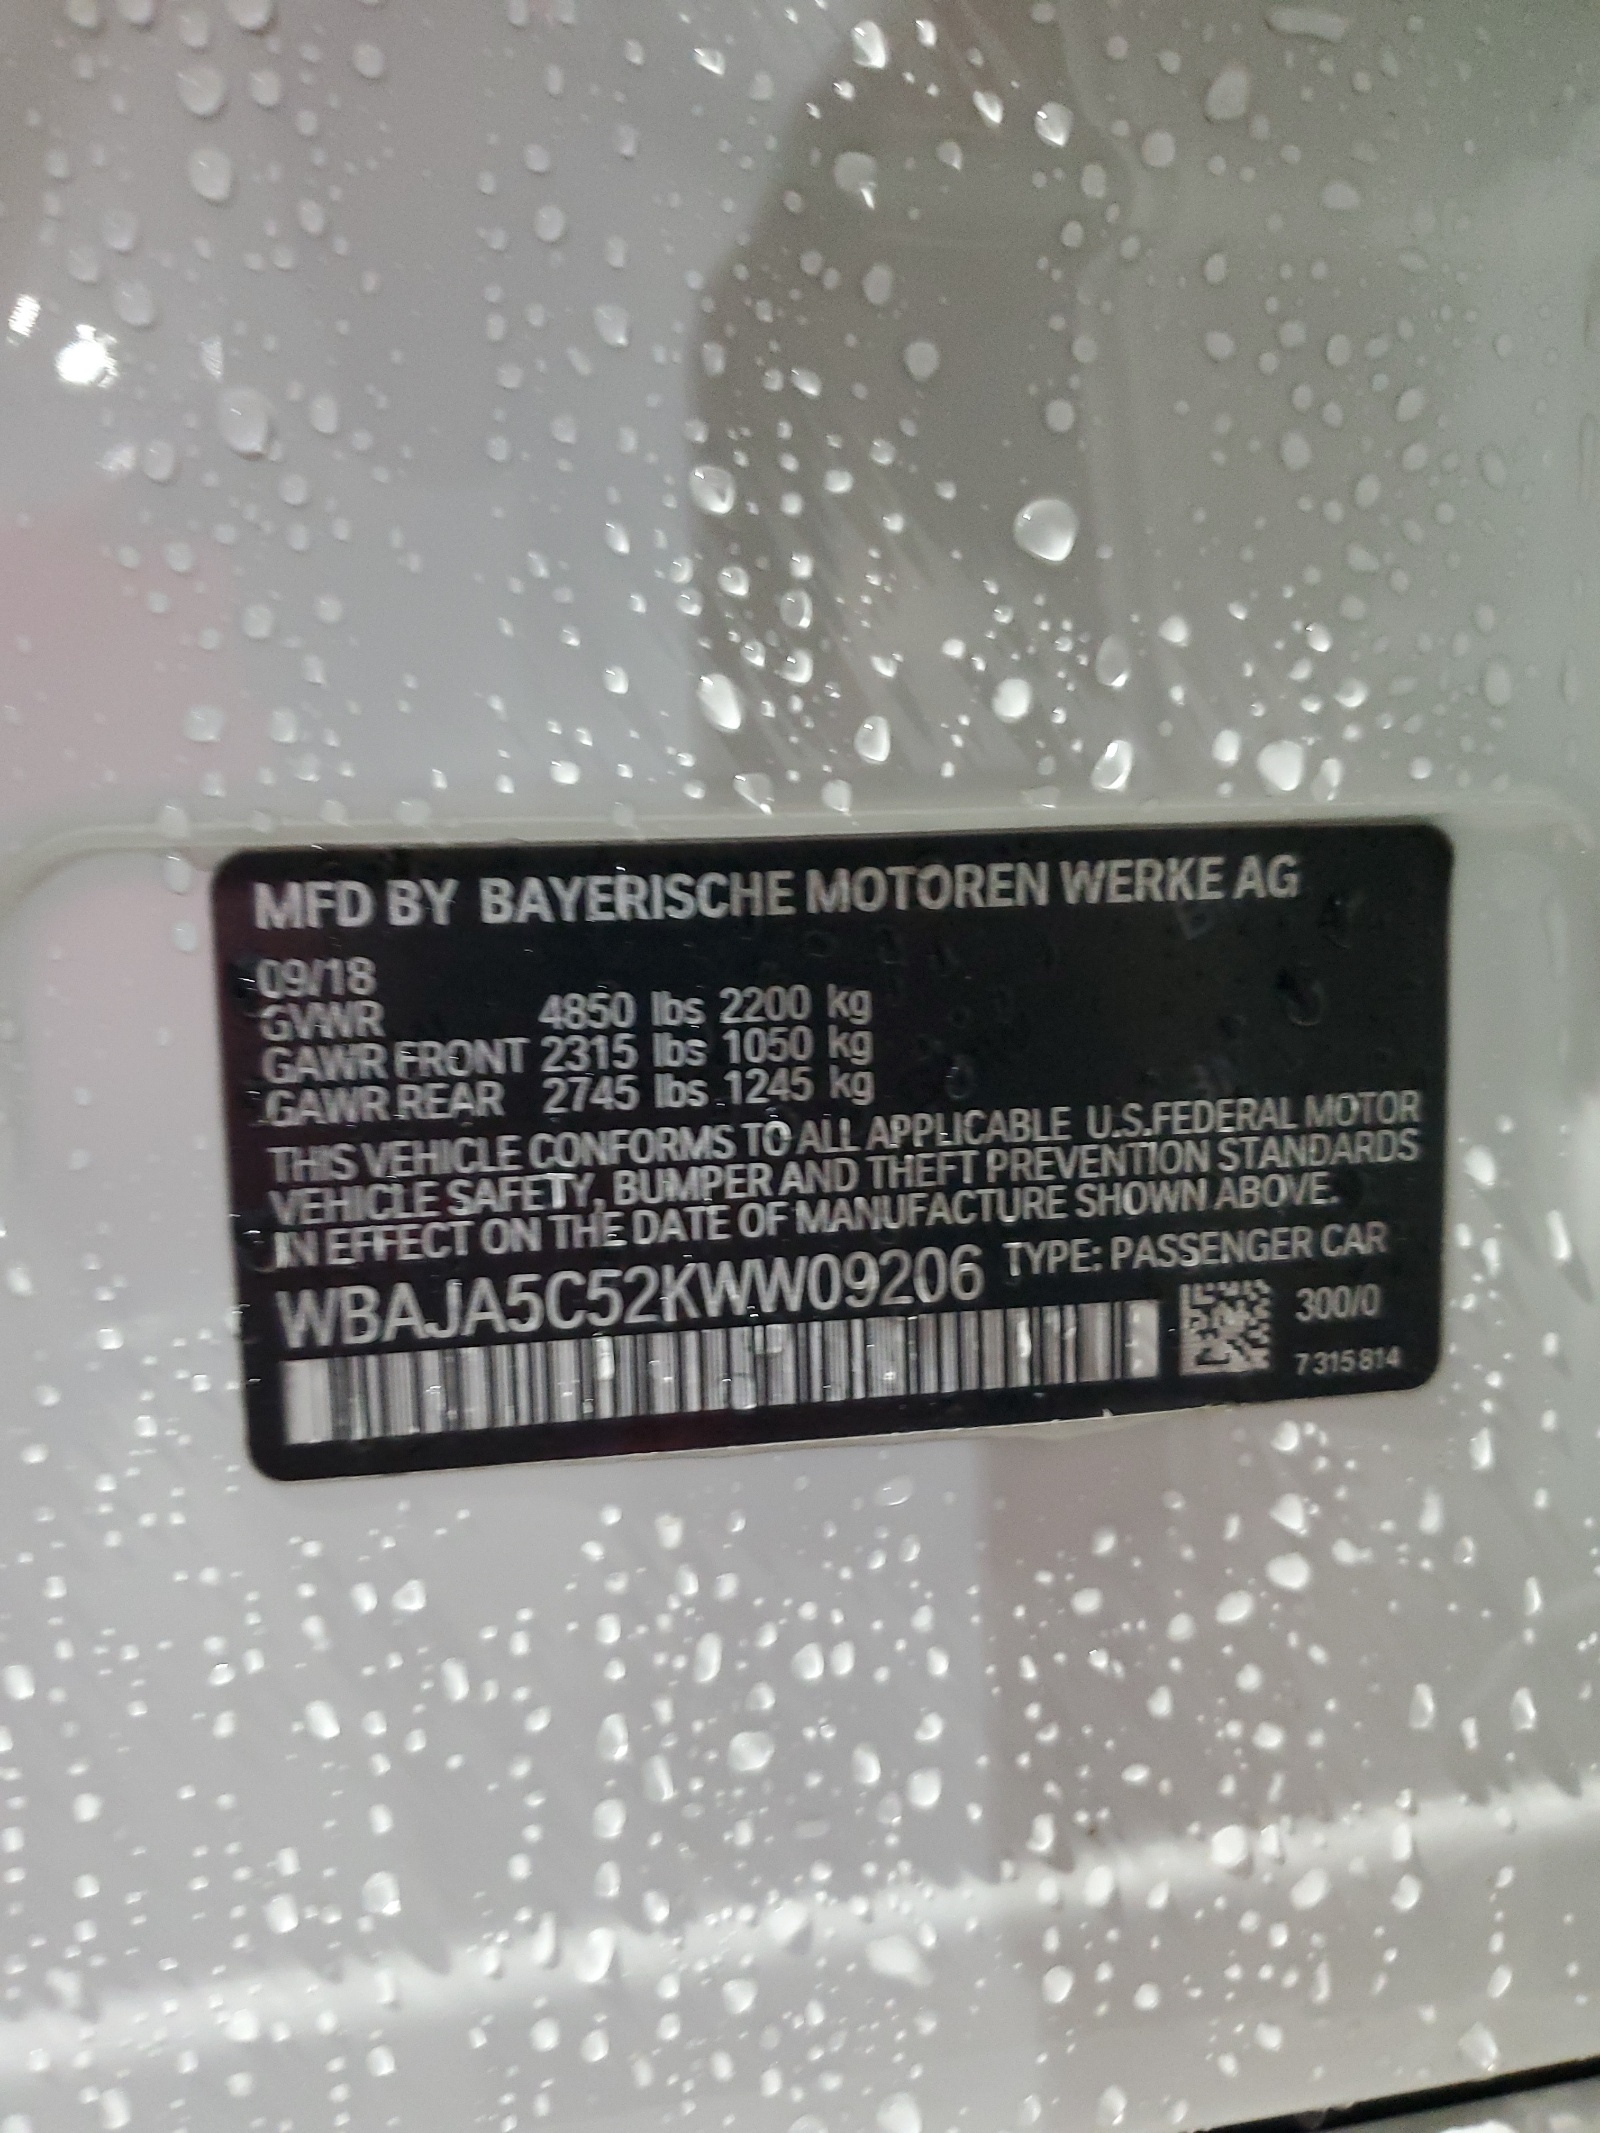 MFD BY BAYERISCHE MOTOREN WERKE AG
09/18
GVWR 4850 lbs 2200 kg
GAWR FRONT 2315 lbs 1050 kg
GAWR REAR 2745 lbs 1245 kg
THIS VEHICLE CONFORMS TO ALL APPLICABLE U.S.FEDERAL MOTOR
VEHICLE SAFETY, BUMPER AND THEFT PREVENTION STANDARDS
IN EFFECT ON THE DATE OF MANUFACTURE SHOWN ABOVE.
WBAJA5C52KWW09206 TYPE: PASSENGER CAR
300/0
7 315 814